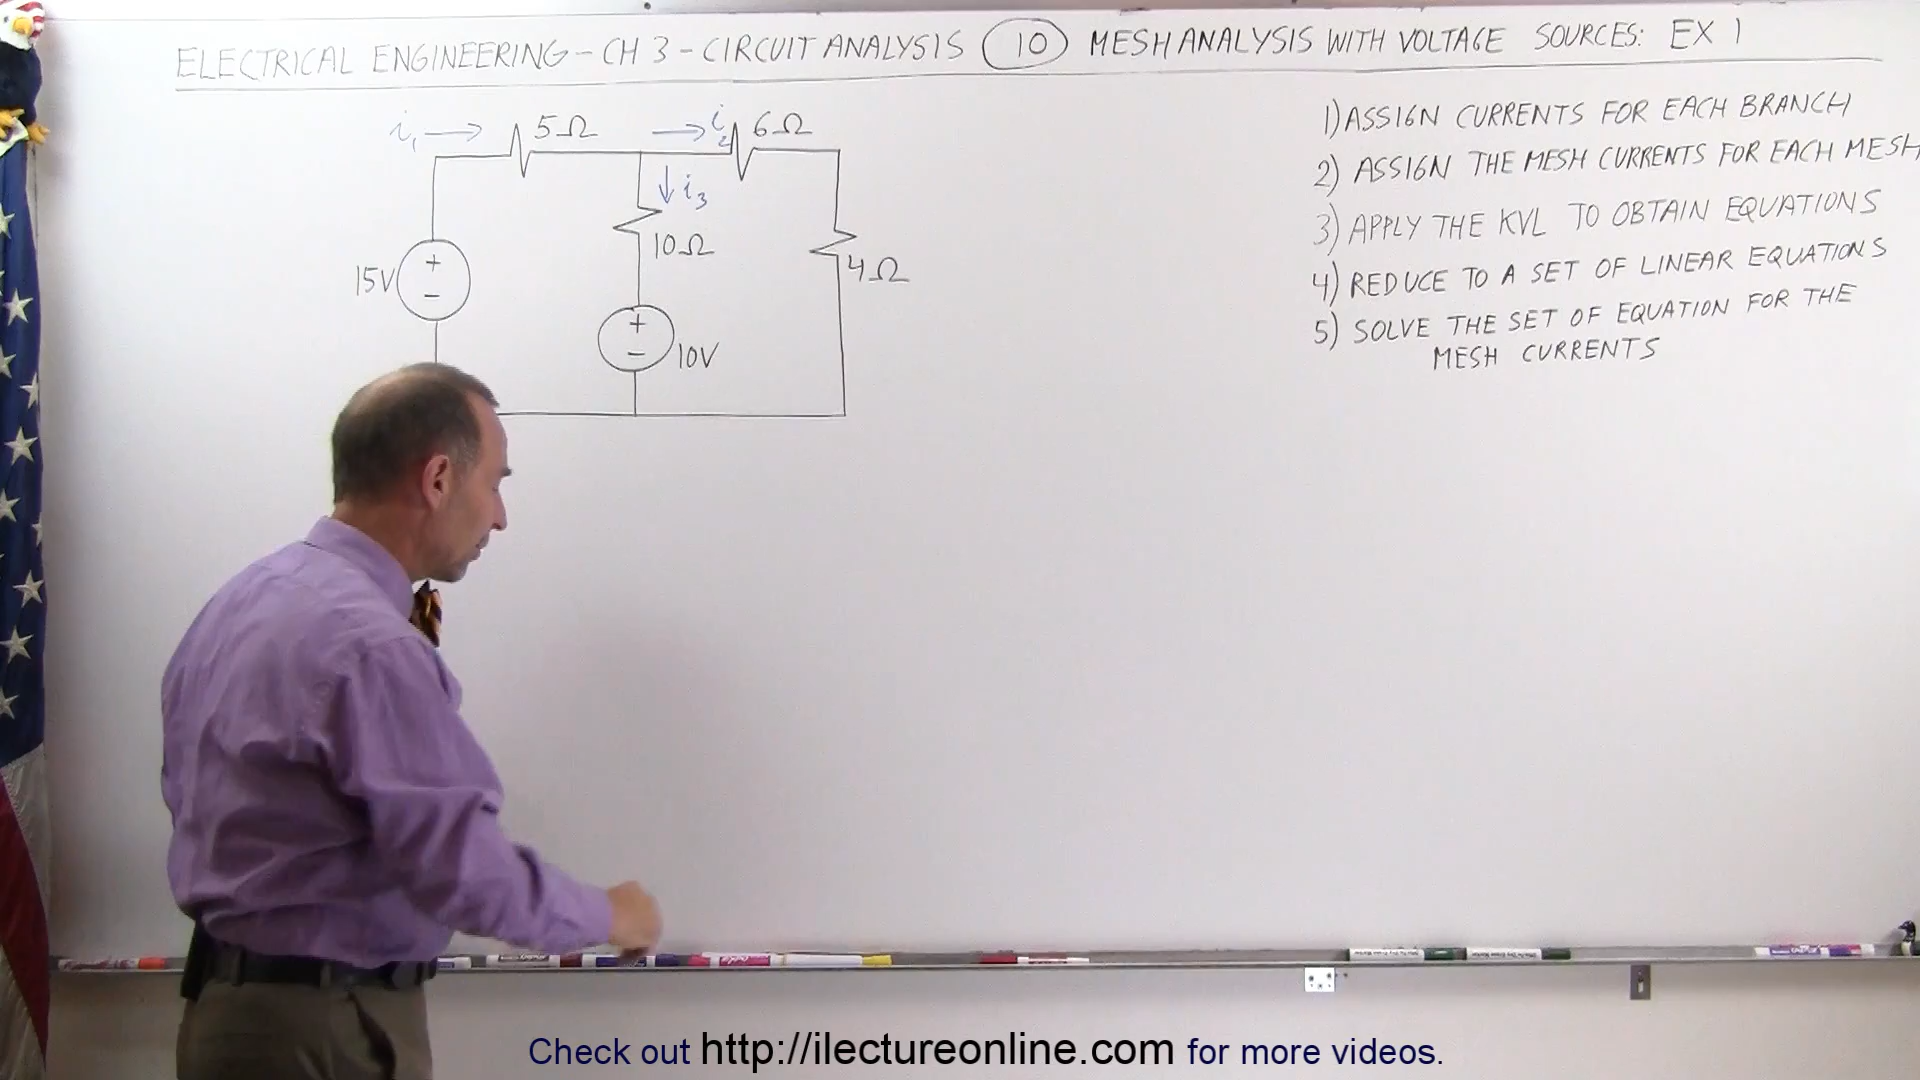 ELECTRICAL ENGINEERING - CH 3 - CIRCUIT ANALYSIS 10 MESH ANALYSIS WITH VOLTAGE SOURCES: EX 1
i₁ → 5Ω → i₂ 6Ω
↓ i₃
10Ω
4Ω
15V
+
−
+
−
10V
1) ASSIGN CURRENTS FOR EACH BRANCH
2) ASSIGN THE MESH CURRENTS FOR EACH MESH
3) APPLY THE KVL TO OBTAIN EQUATIONS
4) REDUCE TO A SET OF LINEAR EQUATIONS
5) SOLVE THE SET OF EQUATION FOR THE
MESH CURRENTS
Check out http://ilectureonline.com for more videos.